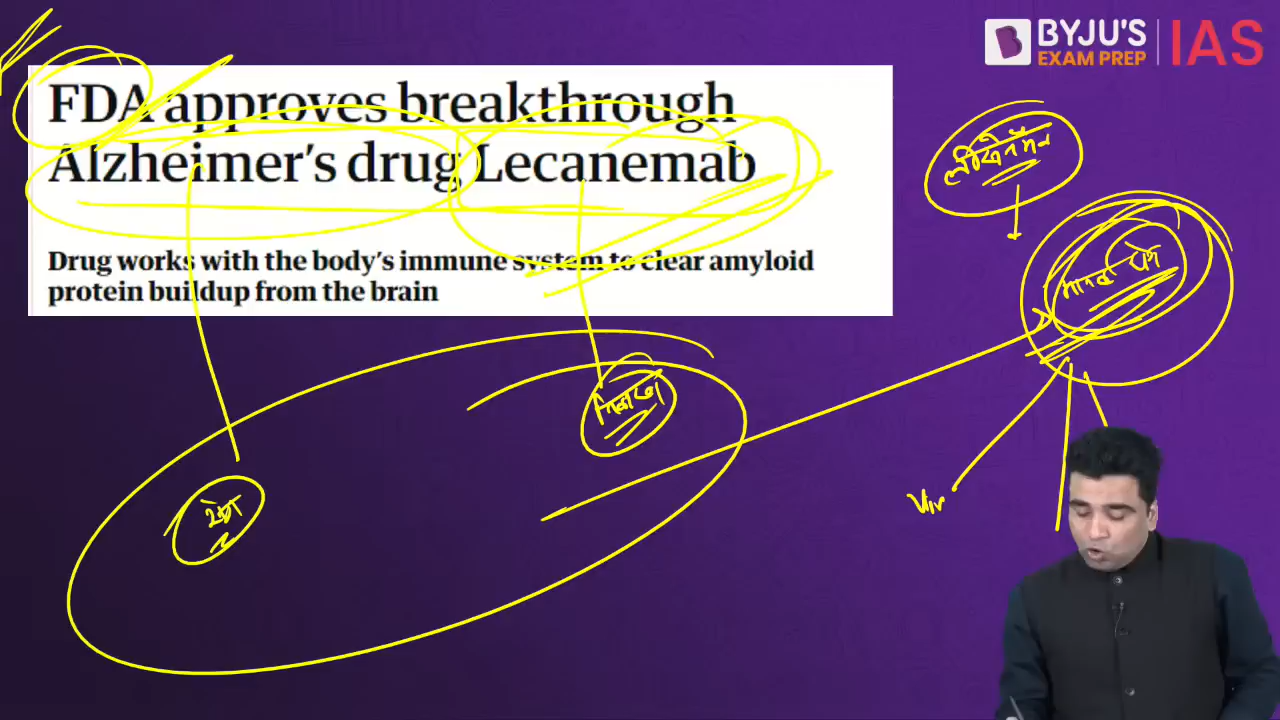 BYJU'S
EXAM PREP
IAS
FDA approves breakthrough
Alzheimer's drug Lecanemab
Drug works with the body's immune system to clear amyloid
protein buildup from the brain
मानव रोग
रोग